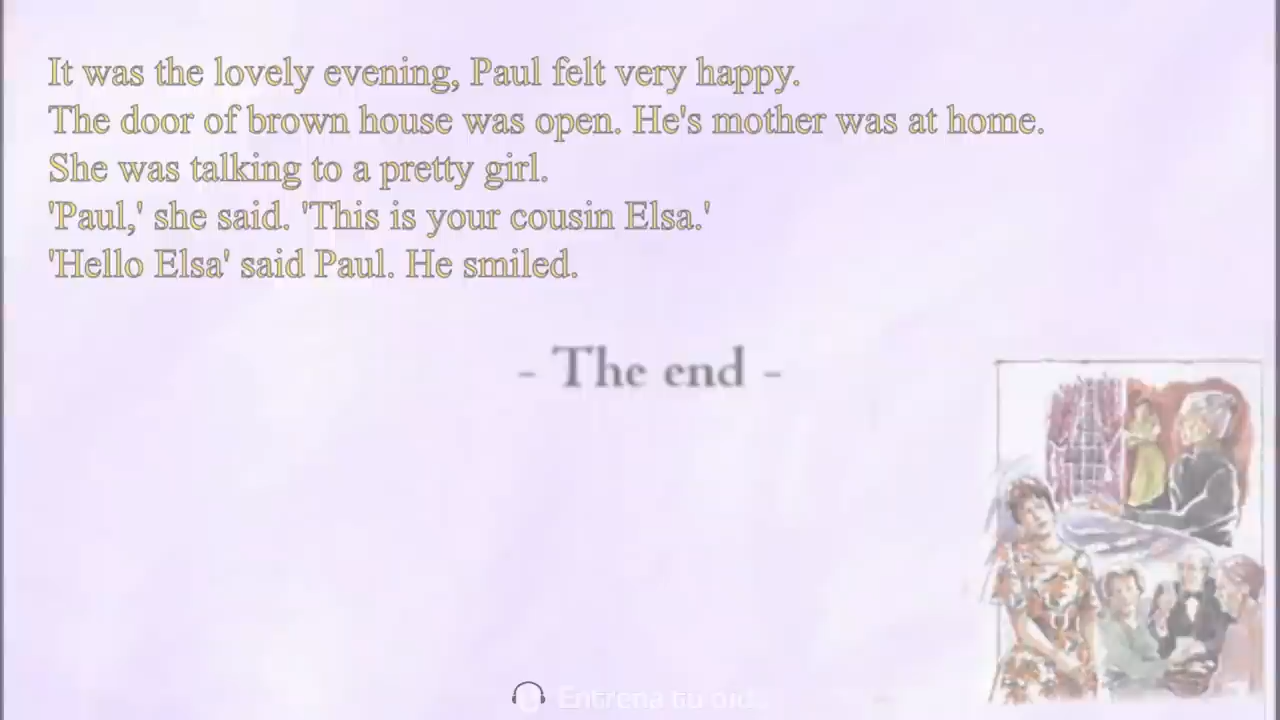 It was the lovely evening, Paul felt very happy.
The door of brown house was open. He's mother was at home.
She was talking to a pretty girl.
'Paul,' she said. 'This is your cousin Elsa.'
'Hello Elsa' said Paul. He smiled.
- The end -
Entrena tu